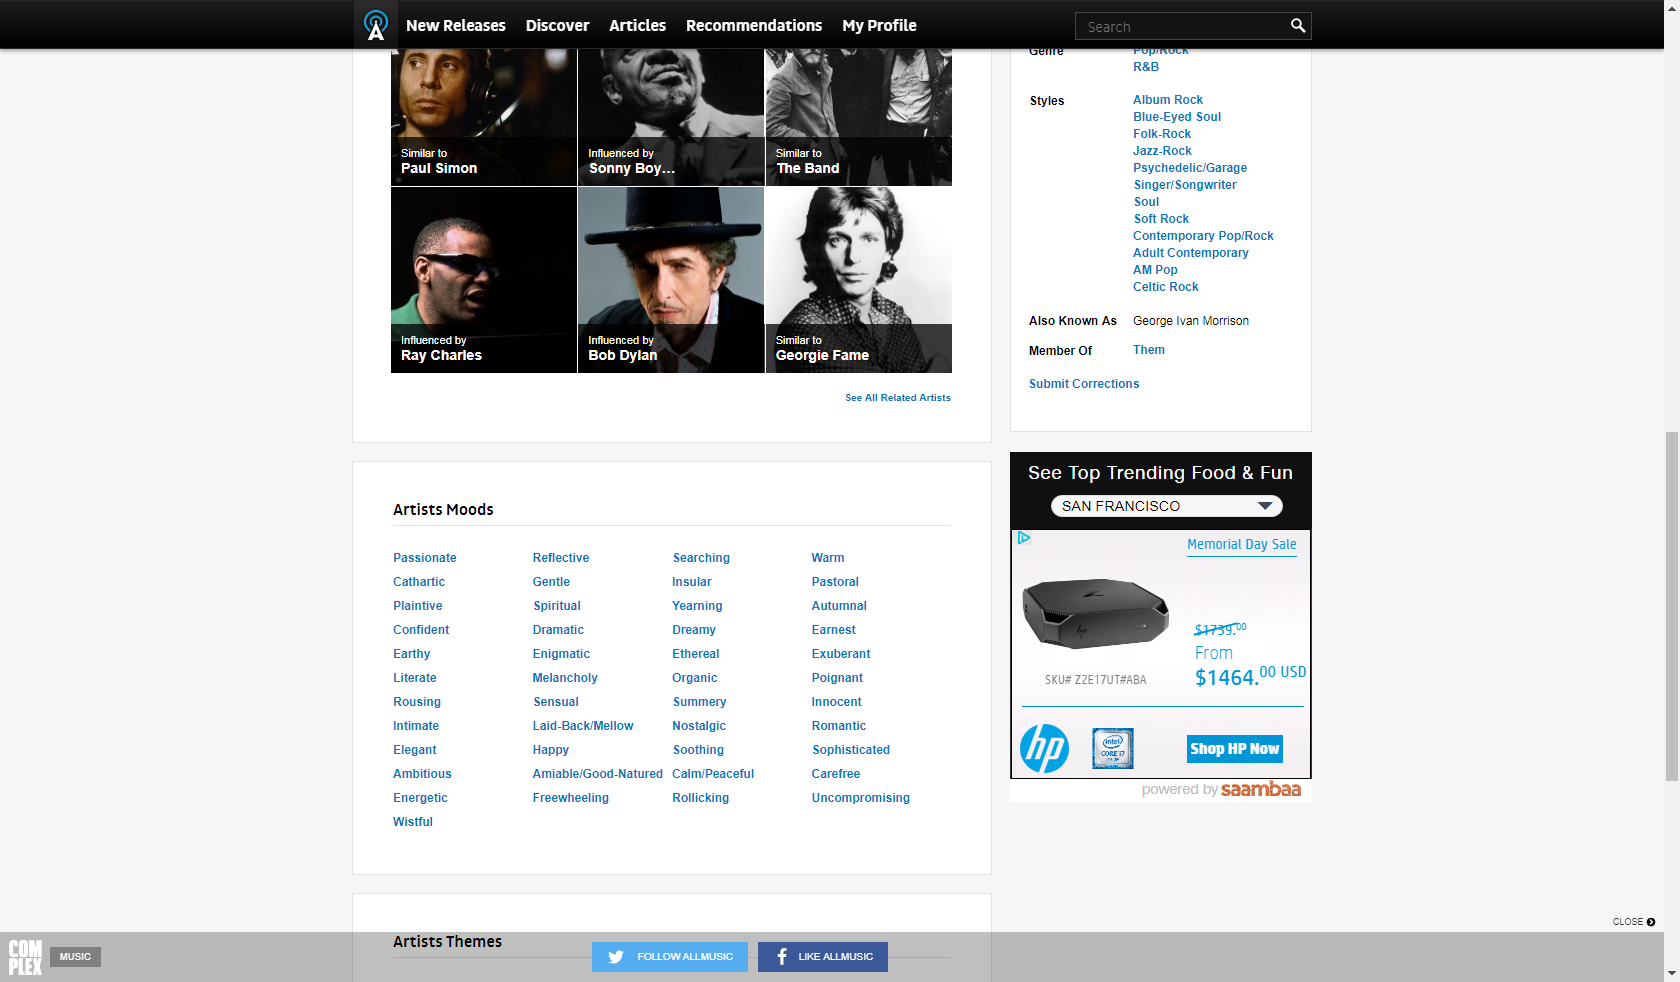 New Releases Discover Articles Recommendations My Profile Search
Similar to
Paul Simon
Influenced by
Sonny Boy...
Similar to
The Band
Influenced by
Ray Charles
Influenced by
Bob Dylan
Similar to
Georgie Fame
See All Related Artists
Genre Pop/Rock
R&B
Styles Album Rock
Blue-Eyed Soul
Folk-Rock
Jazz-Rock
Psychedelic/Garage
Singer/Songwriter
Soul
Soft Rock
Contemporary Pop/Rock
Adult Contemporary
AM Pop
Celtic Rock
Also Known As George Ivan Morrison
Member Of Them
Submit Corrections
Artists Moods
Passionate Reflective Searching Warm
Cathartic Gentle Insular Pastoral
Plaintive Spiritual Yearning Autumnal
Confident Dramatic Dreamy Earnest
Earthy Enigmatic Ethereal Exuberant
Literate Melancholy Organic Poignant
Rousing Sensual Summery Innocent
Intimate Laid-Back/Mellow Nostalgic Romantic
Elegant Happy Soothing Sophisticated
Ambitious Amiable/Good-Natured Calm/Peaceful Carefree
Energetic Freewheeling Rollicking Uncompromising
Wistful
See Top Trending Food & Fun
SAN FRANCISCO
Memorial Day Sale
hp
$1739.00
From
$1464.00 USD
SKU# Z2E17UT#ABA
hp
intel
CORE i7
Shop HP Now
powered by saambaa
Artists Themes
CLOSE
COM
PLEX
MUSIC
FOLLOW ALLMUSIC
LIKE ALLMUSIC